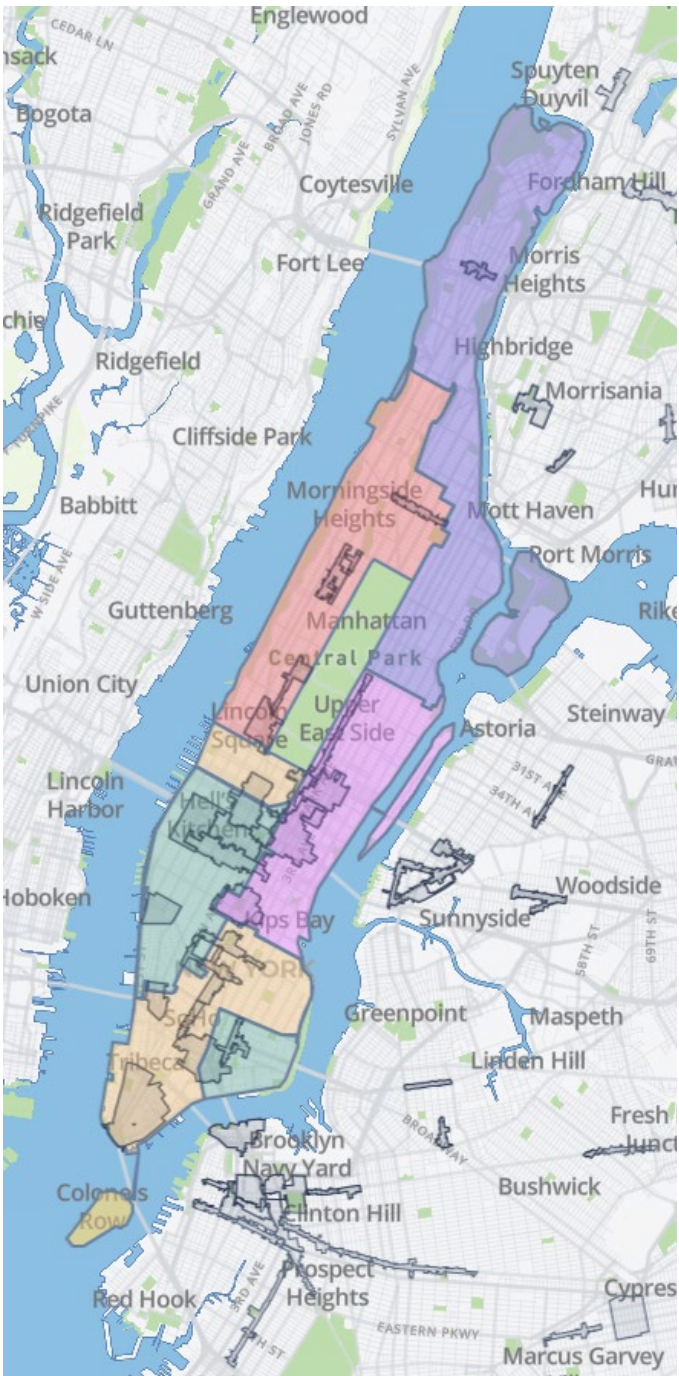 Englewood
CEDAR LN
nsack
SYLVAN AVE
Spuyten
Duyvil
BROAD AVE
JONES RD
Bogota
GRAND AVE
Coytesville
Fordham Hill
Ridgefield
Park
Fort Lee
Morris
Heights
Ridgefield
Highbridge
TURNPIKE
Morrisania
Cliffside Park
Morningside
Heights
Babbitt
Mott Haven
Port Morris
W SIDE AVE
Guttenberg
Manhattan
Central Park
Union City
Upper
East Side
Lincoln
Square
Astoria
Steinway
31ST AVE
34TH AVE
Lincoln
Harbor
Hell's
Kitchen
3RD AVE
Hoboken
Woodside
Kips Bay
Sunnyside
58TH ST
69TH ST
YORK
SoHo
Greenpoint
Maspeth
Tribeca
Linden Hill
BROADWAY
Fresh
Brooklyn
Navy Yard
Bushwick
Colonels
Row
Clinton Hill
Prospect
Heights
Red Hook
3RD AVE
TH ST
Cypres
EASTERN PKWY
Marcus Garvey